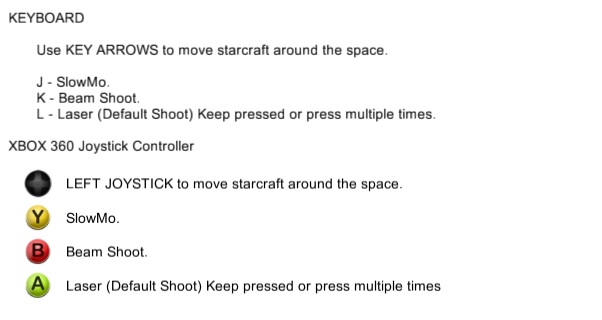 KEYBOARD
Use KEY ARROWS to move starcraft around the space.
J - SlowMo.
K - Beam Shoot.
L - Laser (Default Shoot) Keep pressed or press multiple times.
XBOX 360 Joystick Controller
LEFT JOYSTICK to move starcraft around the space.
Y SlowMo.
B Beam Shoot.
A Laser (Default Shoot) Keep pressed or press multiple times